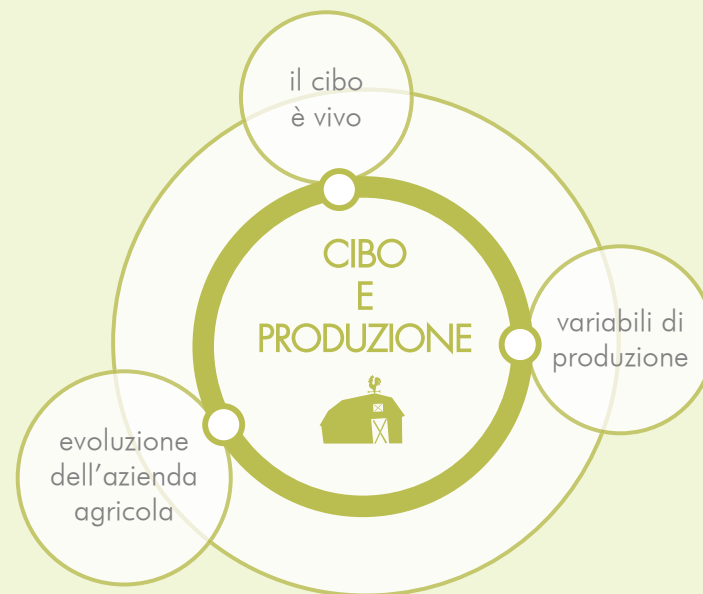 il cibo
è vivo
CIBO
E
PRODUZIONE
variabili di
produzione
evoluzione
dell'azienda
agricola